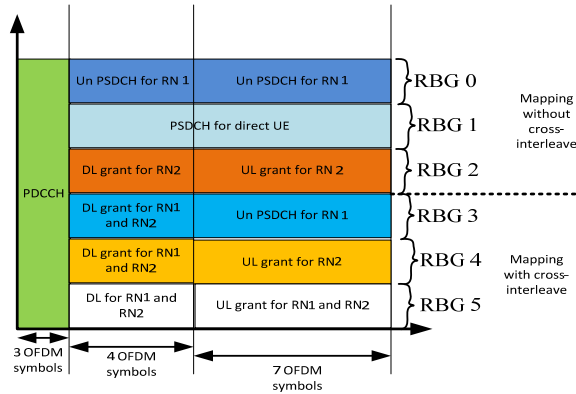 Un PSDCH for RN 1
Un PSDCH for RN 1
RBG 0
PSDCH for direct UE
RBG 1
Mapping
without
cross-
interleave
DL grant for RN2
UL grant for RN 2
RBG 2
PDCCH
DL grant for RN1
and RN2
Un PSDCH for RN 1
RBG 3
DL grant for RN1
and RN2
UL grant for RN2
RBG 4
Mapping
with cross-
interleave
DL for RN1 and
RN2
UL grant for RN1 and RN2
RBG 5
3 OFDM
symbols
4 OFDM
symbols
7 OFDM
symbols